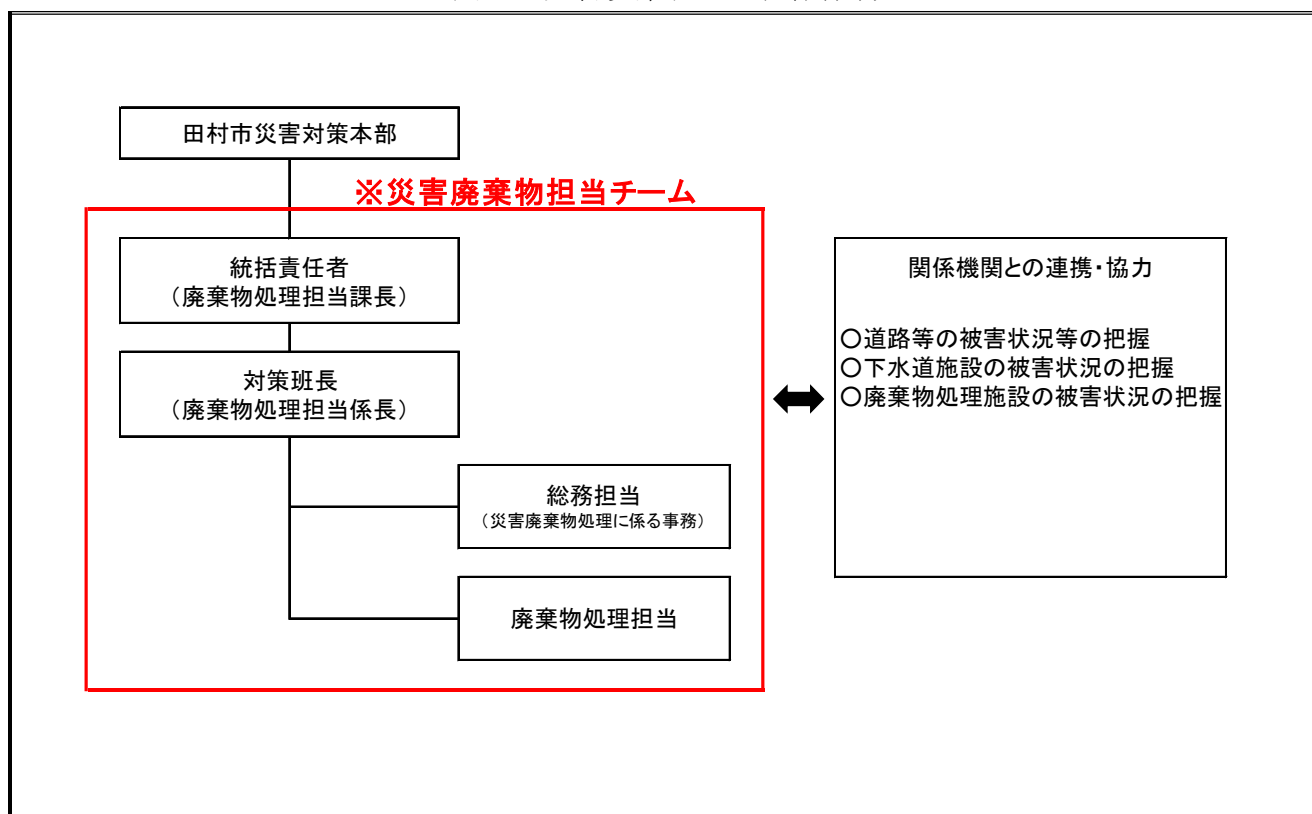 田村市災害対策本部
※災害廃棄物担当チーム
統括責任者
（廃棄物処理担当課長）
対策班長
（廃棄物処理担当係長）
総務担当
（災害廃棄物処理に係る事務）
廃棄物処理担当
関係機関との連携・協力
〇道路等の被害状況等の把握
〇下水道施設の被害状況の把握
〇廃棄物処理施設の被害状況の把握